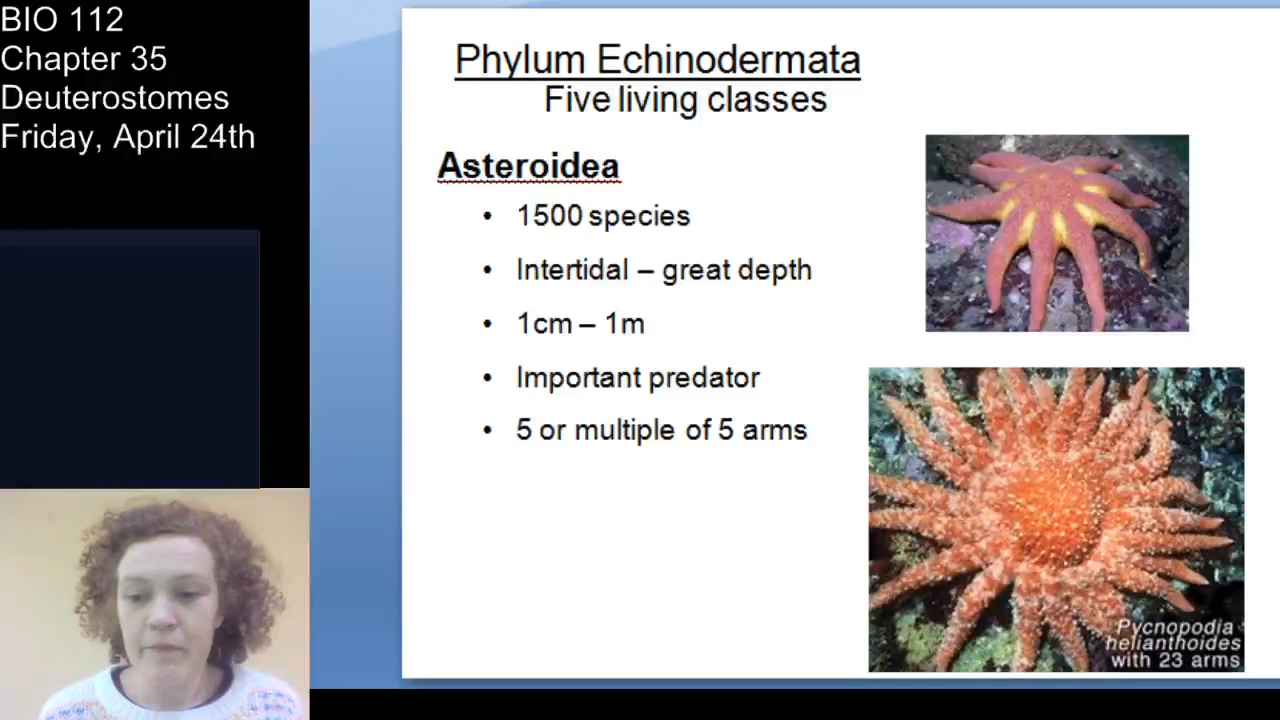 BIO 112
Chapter 35
Deuterostomes
Friday, April 24th
Phylum Echinodermata
Five living classes
Asteroidea
• 1500 species
• Intertidal – great depth
• 1cm – 1m
• Important predator
• 5 or multiple of 5 arms
Pycnopodia
helianthoides
with 23 arms